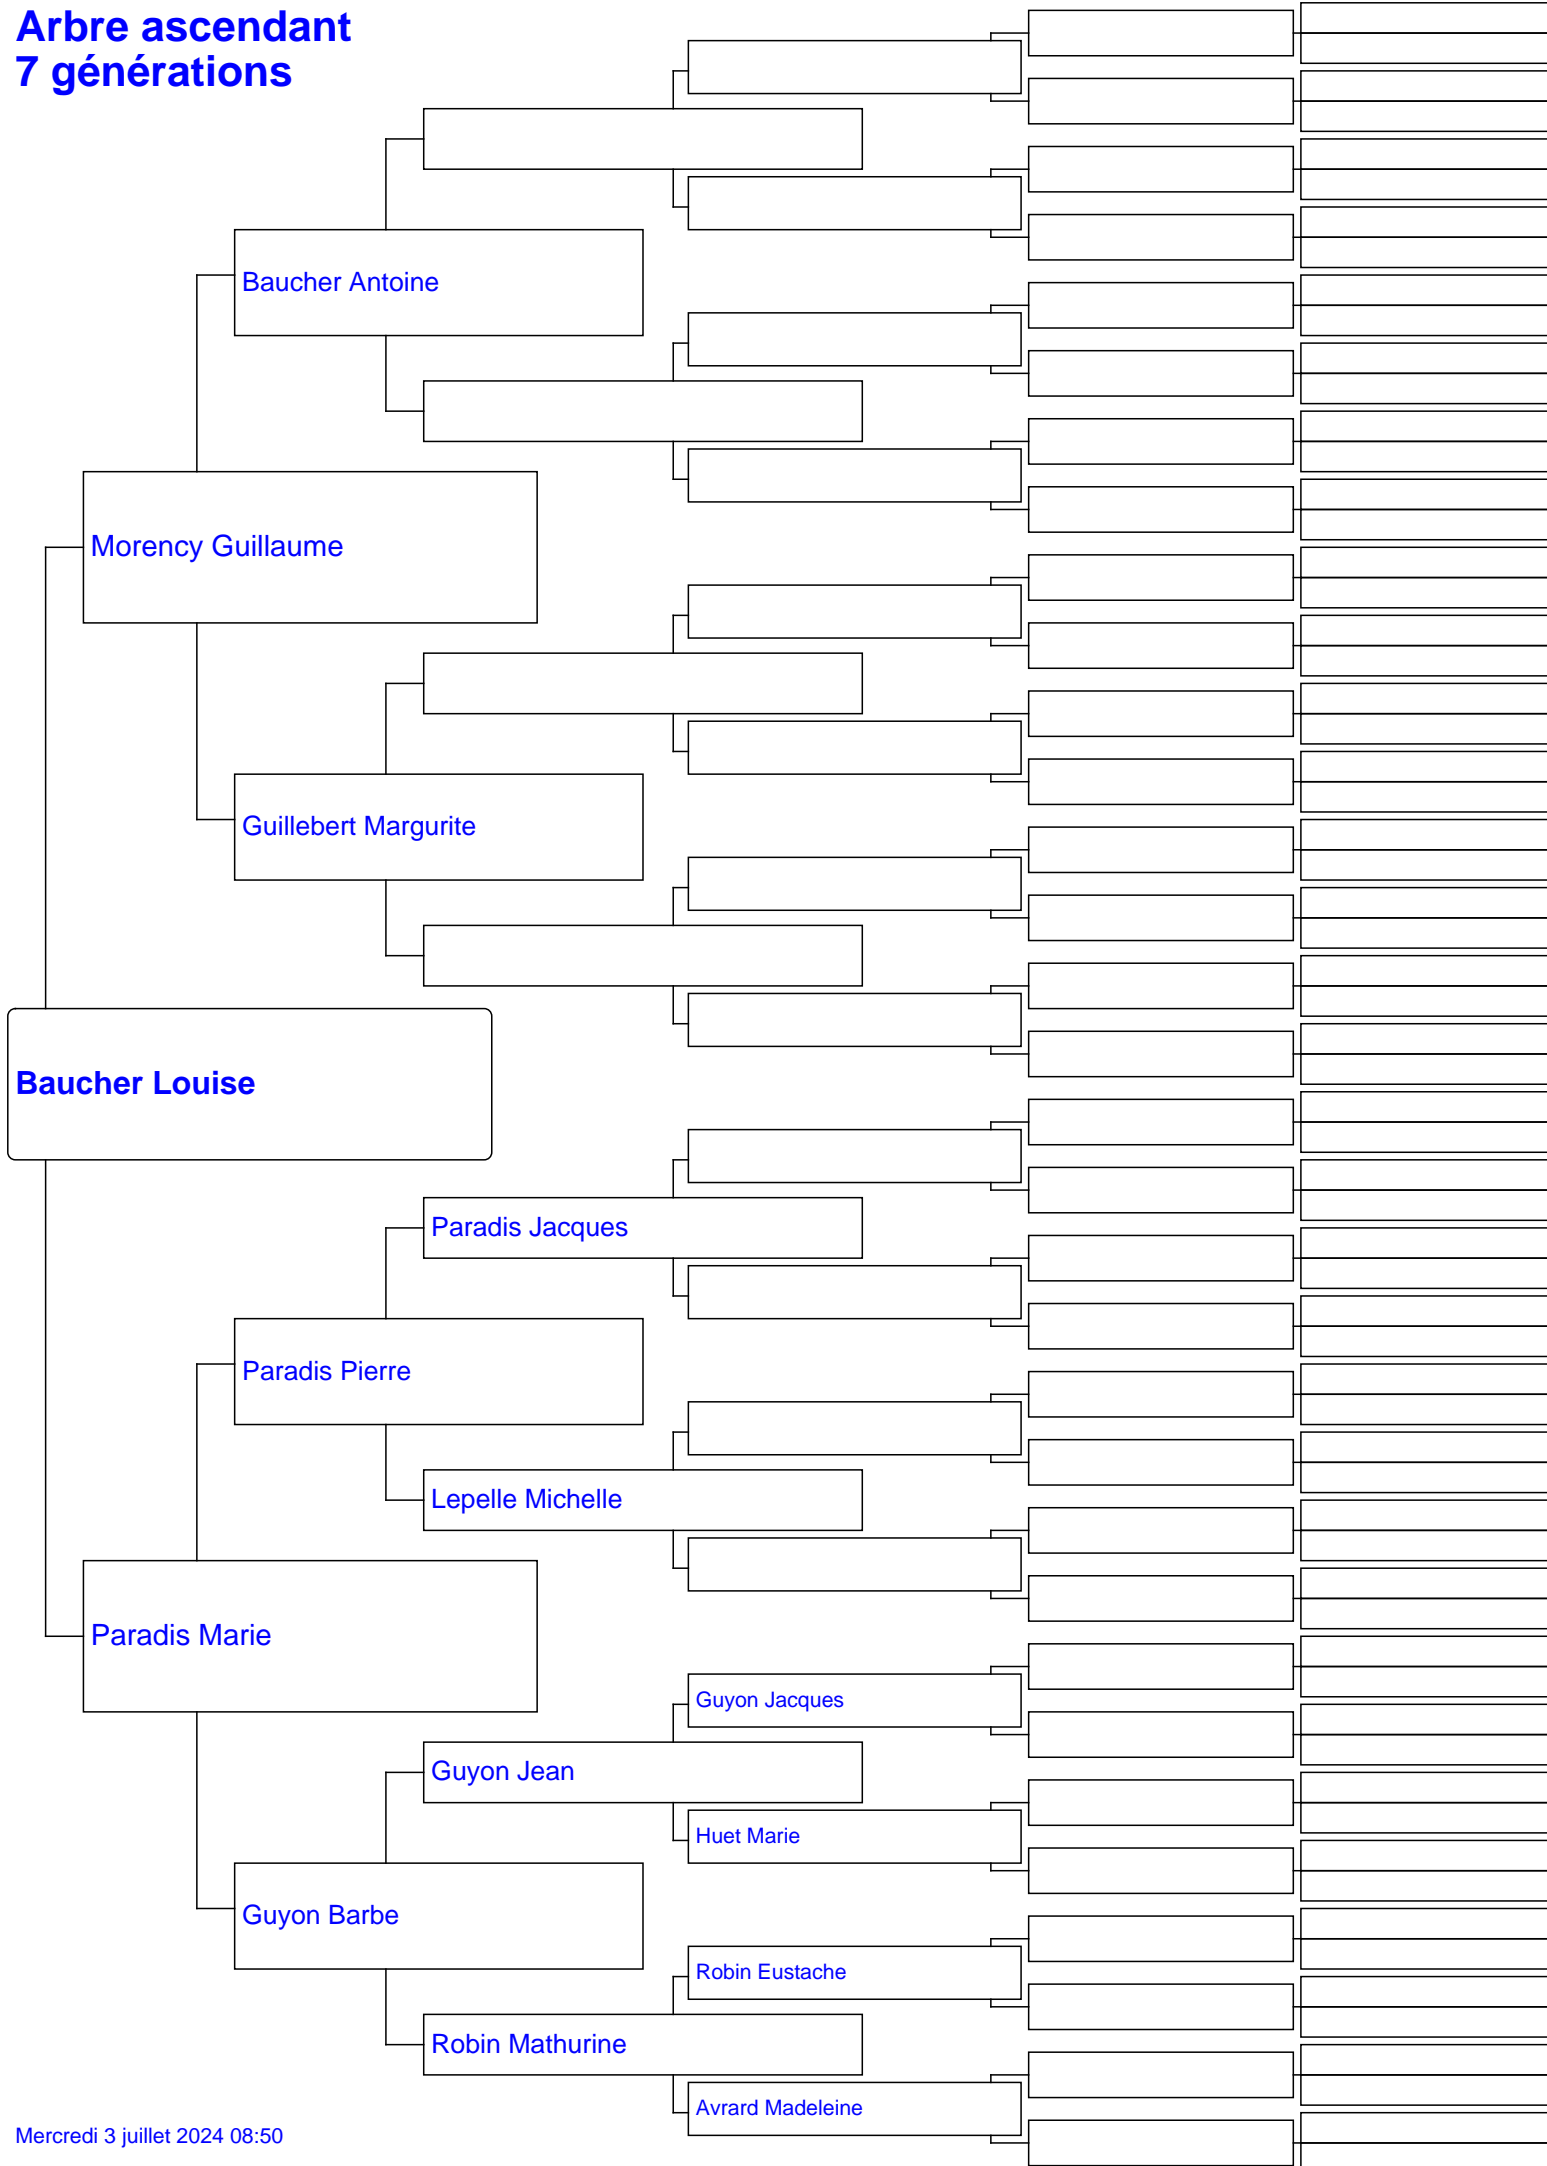 Arbre ascendant
7 générations
Baucher Antoine
Morency Guillaume
Guillebert Margurite
Baucher Louise
Paradis Jacques
Paradis Pierre
Lepelle Michelle
Paradis Marie
Guyon Jacques
Guyon Jean
Huet Marie
Guyon Barbe
Robin Eustache
Robin Mathurine
Avrard Madeleine
Mercredi 3 juillet 2024 08:50